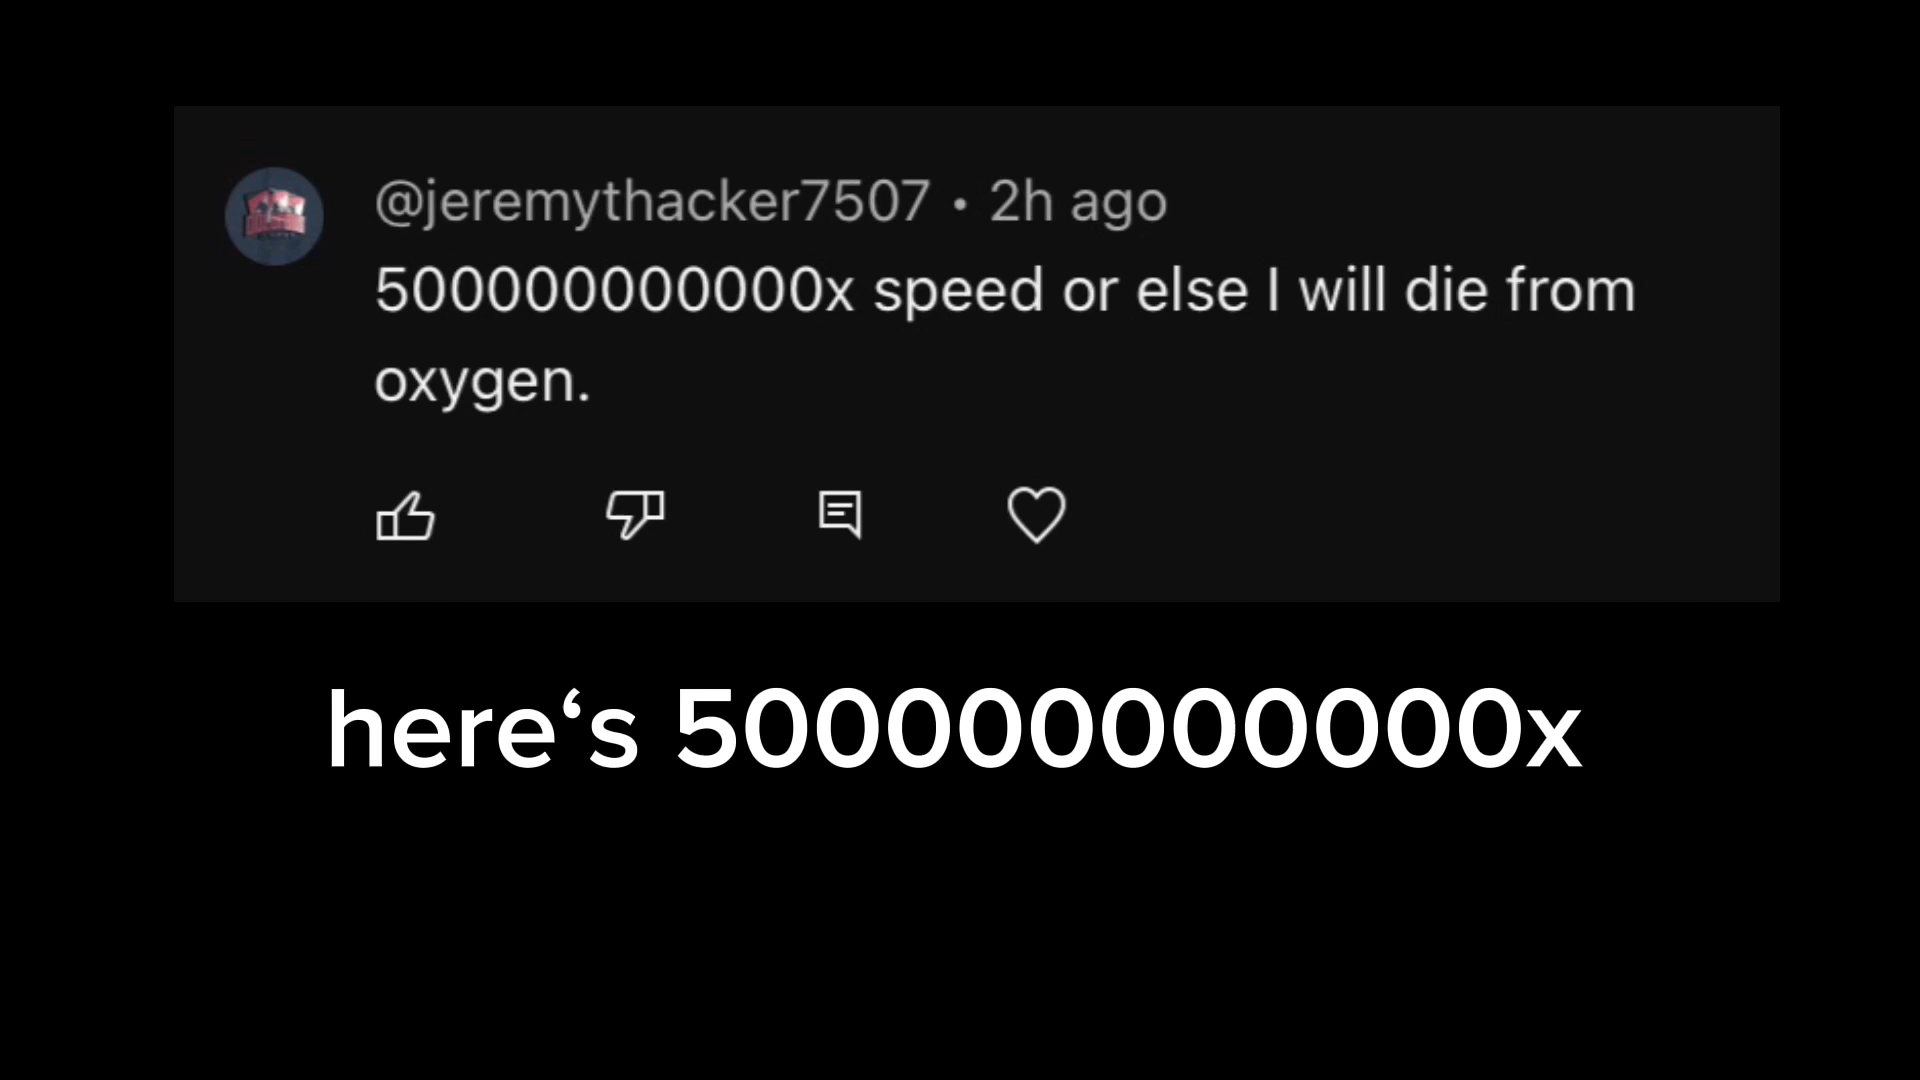 @jeremythacker7507 • 2h ago
500000000000x speed or else I will die from
oxygen.
here‘s 500000000000x